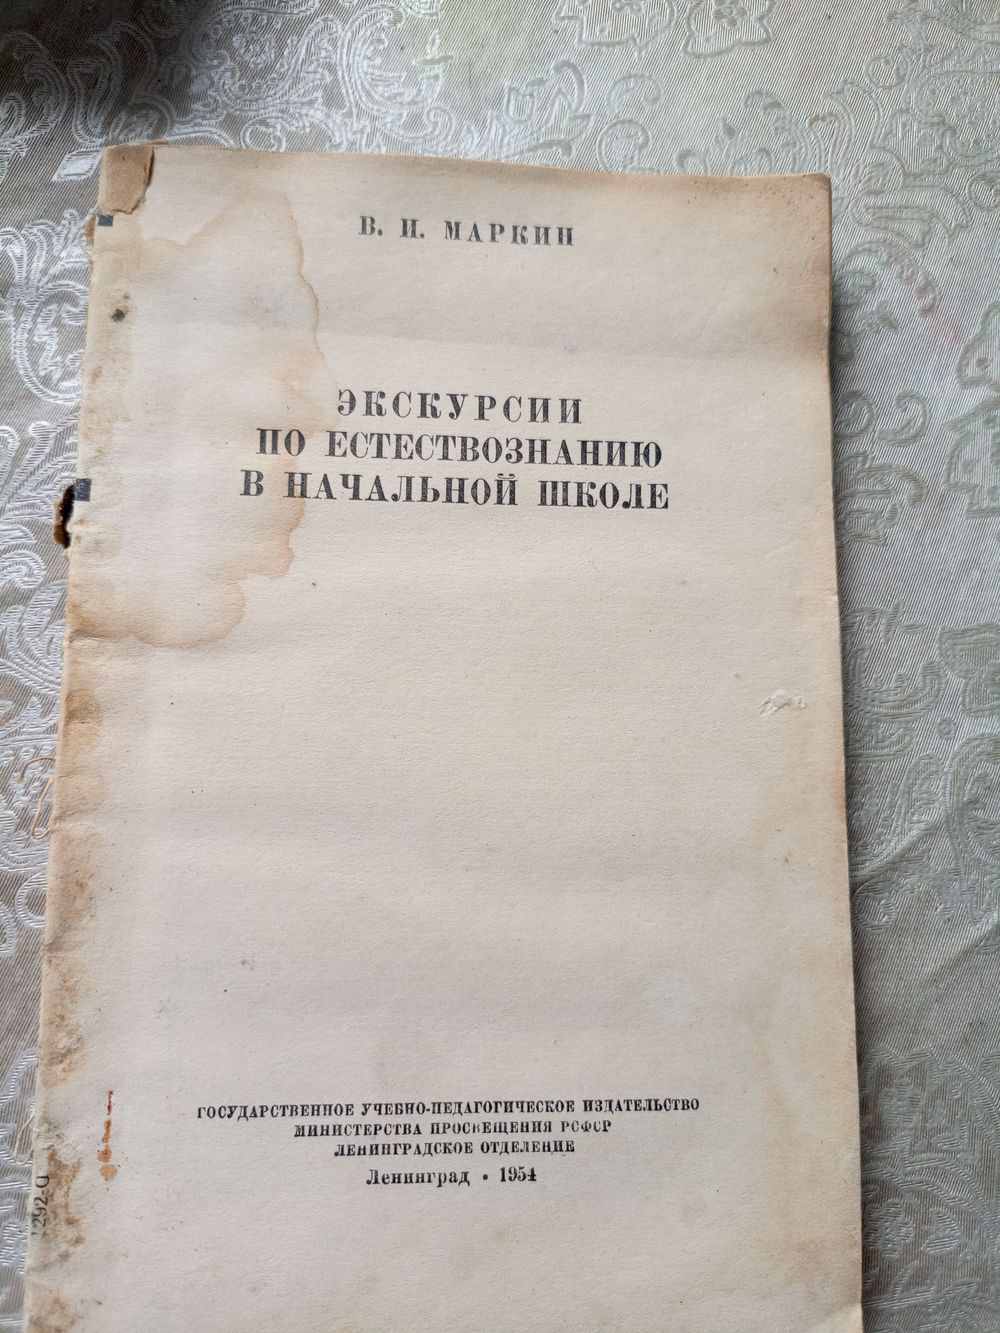 В. И. МАРКИН
ЭКСКУРСИИ
ПО ЕСТЕСТВОЗНАНИЮ
В НАЧАЛЬНОЙ ШКОЛЕ
ГОСУДАРСТВЕННОЕ УЧЕБНО-ПЕДАГОГИЧЕСКОЕ ИЗДАТЕЛЬСТВО
МИНИСТЕРСТВА ПРОСВЕЩЕНИЯ РСФСР
ЛЕНИНГРАДСКОЕ ОТДЕЛЕНИЕ
Ленинград • 1954